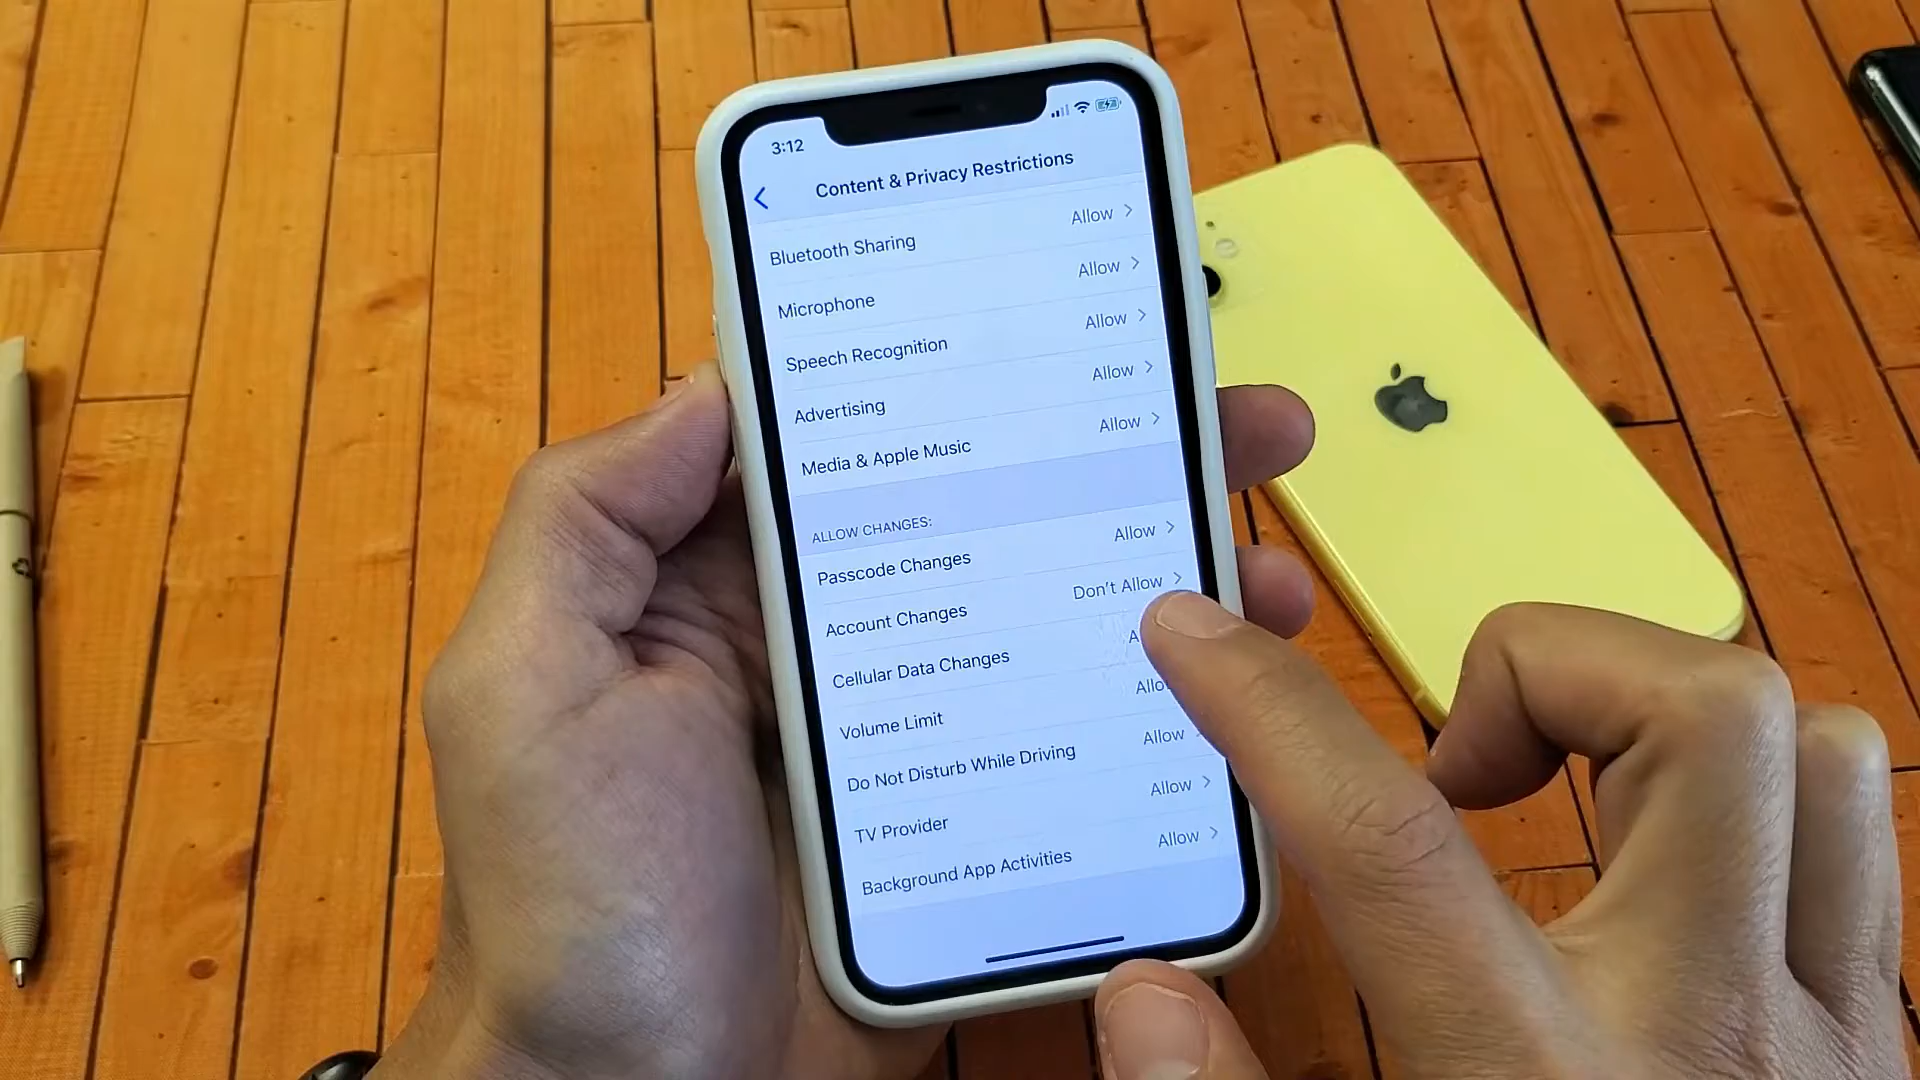 3:12
Content & Privacy Restrictions
Bluetooth Sharing Allow
Microphone Allow
Speech Recognition Allow
Advertising Allow
Media & Apple Music Allow
ALLOW CHANGES:
Passcode Changes Allow
Account Changes Don't Allow
Cellular Data Changes
Volume Limit
Do Not Disturb While Driving Allow
TV Provider Allow
Background App Activities Allow